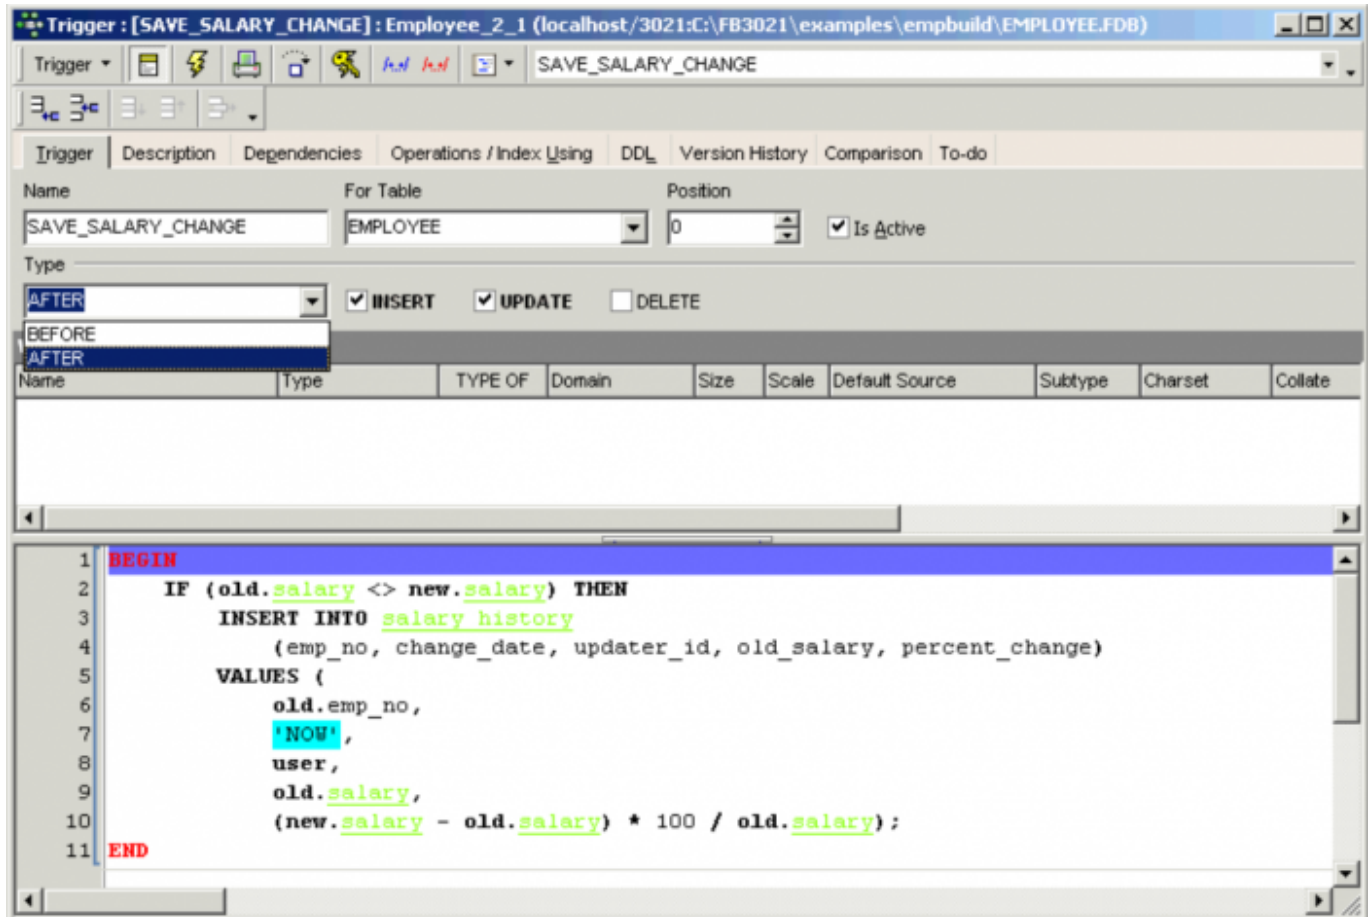 Trigger : [SAVE_SALARY_CHANGE] : Employee_2_1 (localhost/3021:C:\FB3021\examples\empbuild\EMPLOYEE.FDB)
Trigger SAVE_SALARY_CHANGE
Trigger Description Dependencies Operations / Index Using DDL Version History Comparison To-do
Name For Table Position
SAVE_SALARY_CHANGE EMPLOYEE 0 Is Active
Type
AFTER INSERT UPDATE DELETE
BEFORE
AFTER
Name Type TYPE OF Domain Size Scale Default Source Subtype Charset Collate
1 BEGIN
2 IF (old.salary <> new.salary) THEN
3 INSERT INTO salary_history
4 (emp_no, change_date, updater_id, old_salary, percent_change)
5 VALUES (
6 old.emp_no,
7 'NOW',
8 user,
9 old.salary,
10 (new.salary - old.salary) * 100 / old.salary);
11 END